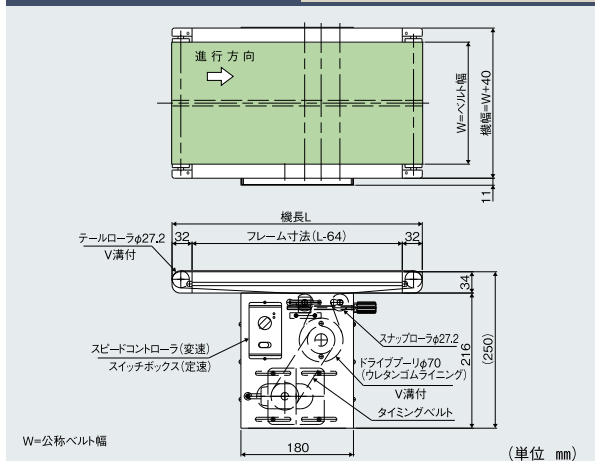 進行方向
W=ベルト幅
機幅=W+40
11
機長L
32
フレーム寸法(L-64)
32
テールローラφ27.2
V溝付
34
スナップローラφ27.2
スピードコントローラ(変速)
スイッチボックス(定速)
ドライブプーリφ70
(ウレタンゴムライニング)
V溝付
タイミングベルト
216
(250)
180
W=公称ベルト幅
(単位 mm)